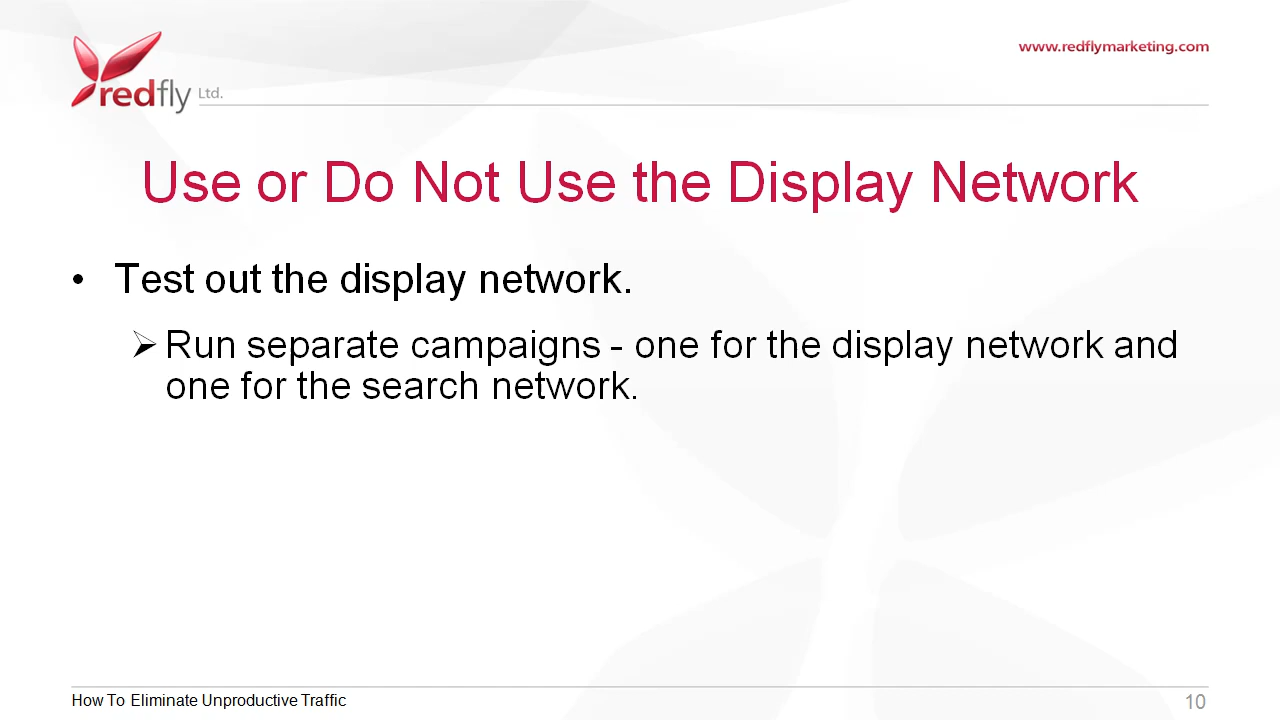 www.redflymarketing.com
redfly Ltd.
Use or Do Not Use the Display Network
• Test out the display network.
➢ Run separate campaigns - one for the display network and
one for the search network.
How To Eliminate Unproductive Traffic
10